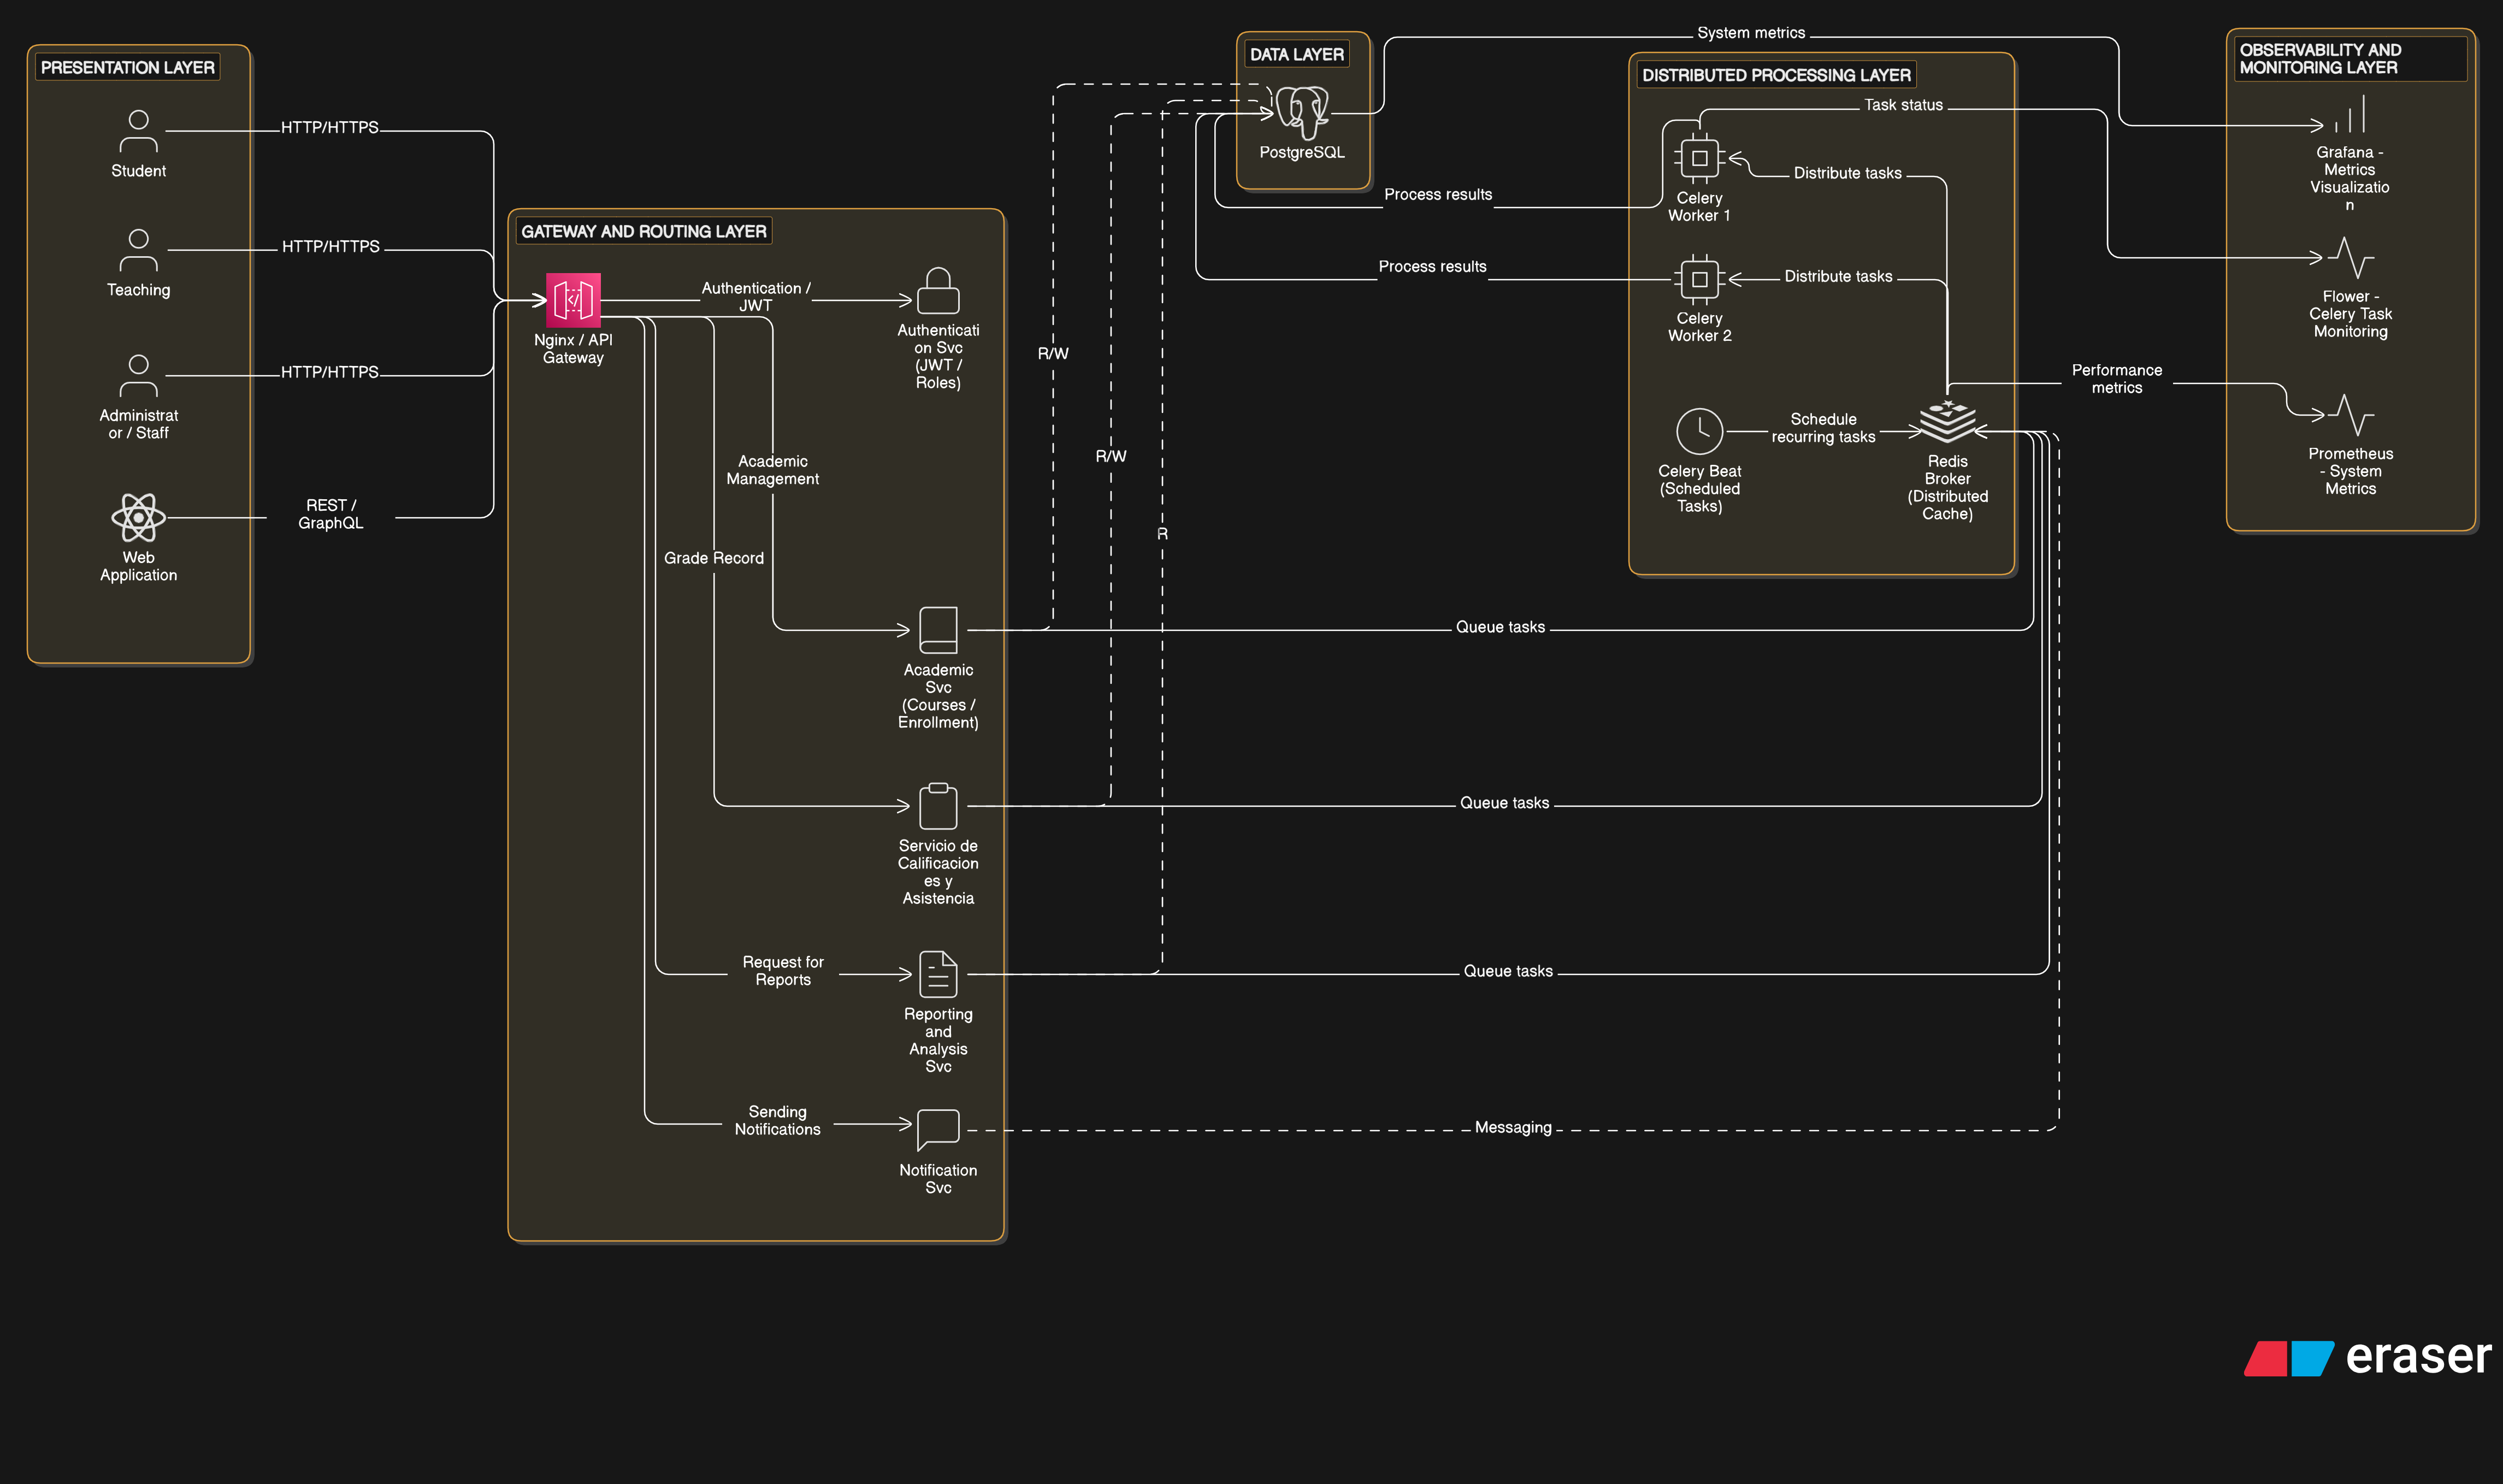 PRESENTATION LAYER
Student
Teaching
Administrat
or / Staff
Web
Application
HTTP/HTTPS
HTTP/HTTPS
HTTP/HTTPS
REST /
GraphQL
GATEWAY AND ROUTING LAYER
Nginx / API
Gateway
Authentication /
JWT
Authenticati
on Svc
(JWT /
Roles)
Academic
Management
Grade Record
Academic
Svc
(Courses /
Enrollment)
Servicio de
Calificacion
es y
Asistencia
Request for
Reports
Reporting
and
Analysis
Svc
Sending
Notifications
Notification
Svc
R/W
R/W
R
DATA LAYER
PostgreSQL
System metrics
Process results
Process results
DISTRIBUTED PROCESSING LAYER
Task status
Celery
Worker 1
Distribute tasks
Celery
Worker 2
Distribute tasks
Celery Beat
(Scheduled
Tasks)
Schedule
recurring tasks
Redis
Broker
(Distributed
Cache)
Queue tasks
Queue tasks
Queue tasks
Messaging
Performance
metrics
OBSERVABILITY AND
MONITORING LAYER
Grafana -
Metrics
Visualizatio
n
Flower -
Celery Task
Monitoring
Prometheus
- System
Metrics
eraser